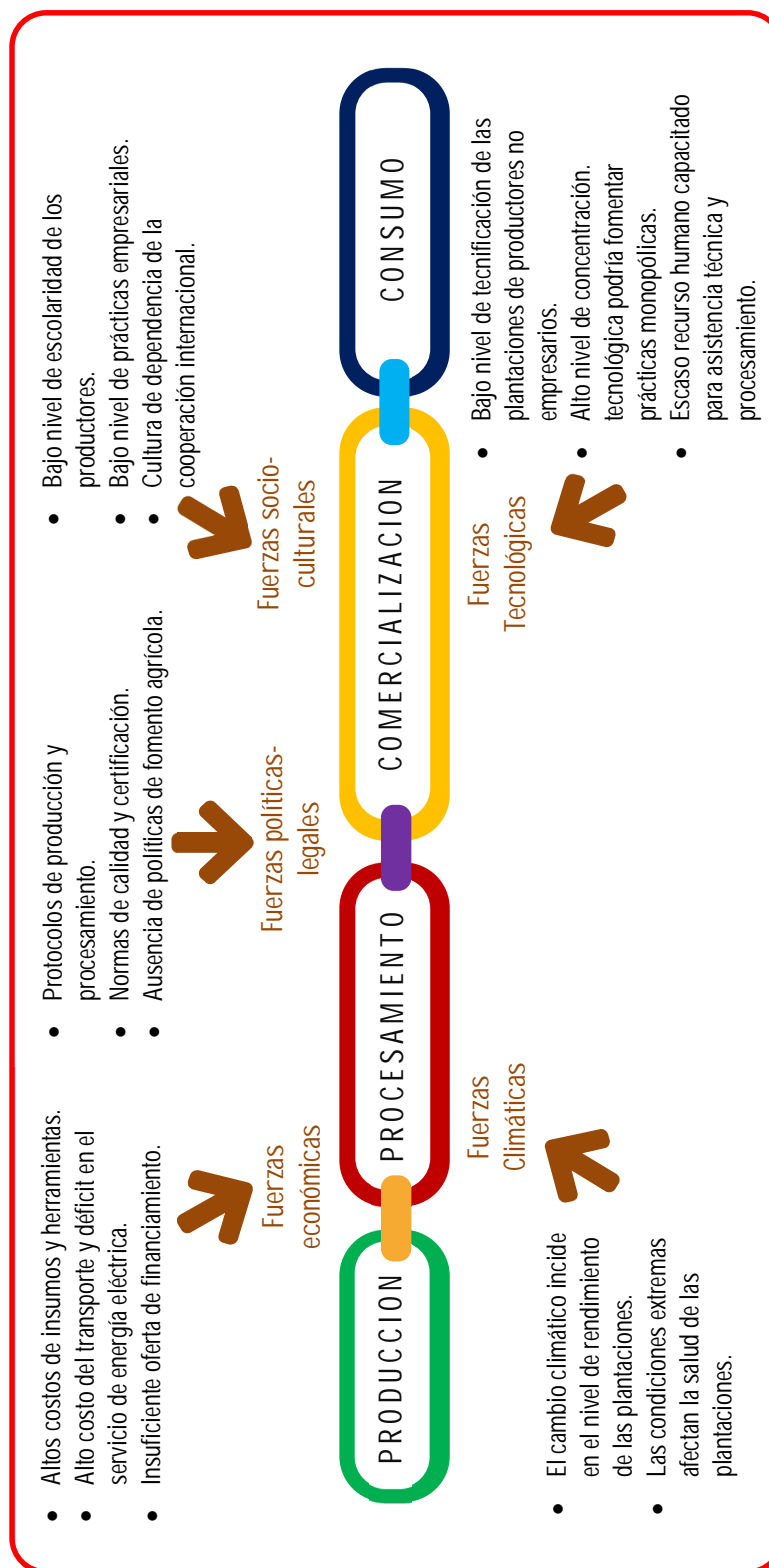 • Altos costos de insumos y herramientas.
• Alto costo del transporte y déficit en el
servicio de energía eléctrica.
• Insuficiente oferta de financiamiento.
• Protocolos de producción y
procesamiento.
• Normas de calidad y certificación.
• Ausencia de políticas de fomento agrícola.
• Bajo nivel de escolaridad de los
productores.
• Bajo nivel de prácticas empresariales.
• Cultura de dependencia de la
cooperación internacional.
Fuerzas
económicas
Fuerzas políticas-
legales
Fuerzas socio-
culturales
PRODUCCION
PROCESAMIENTO
COMERCIALIZACION
CONSUMO
Fuerzas
Climáticas
Fuerzas
Tecnológicas
• El cambio climático incide
en el nivel de rendimiento
de las plantaciones.
• Las condiciones extremas
afectan la salud de las
plantaciones.
• Bajo nivel de tecnificación de las
plantaciones de productores no
empresarios.
• Alto nivel de concentración.
tecnológica podría fomentar
prácticas monopólicas.
• Escaso recurso humano capacitado
para asistencia técnica y
procesamiento.